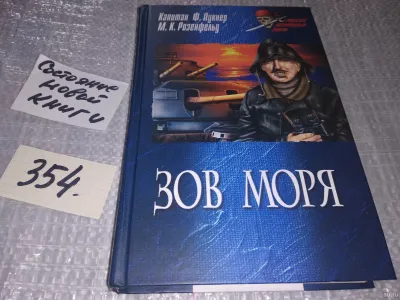 Капитан Ф. Лукнер
М. К. Розенфельд
ЗОВ МОРЯ
Состояние
новой
книги
354.